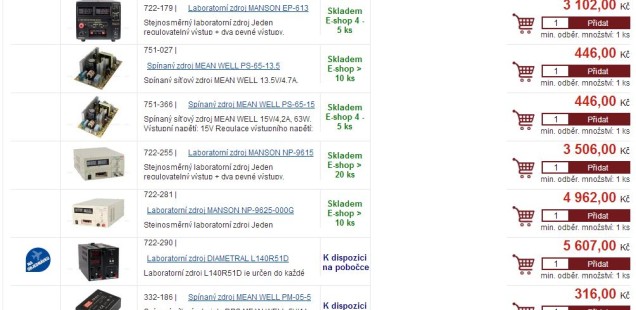 722-179 | Laboratorní zdroj MANSON EP-613
Stejnosměrný laboratorní zdroj Jeden
regulovatelný výstup + dva pevné výstupy.
Skladem
E-shop 4 -
5 ks
3 102,00 Kč
1 Přidat
min. odběr. množství: 1 ks
751-027 |
Spínaný zdroj MEAN WELL PS-65-13.5
Spínaný síťový zdroj MEAN WELL 13.5V/4.7A.
Skladem
E-shop >
10 ks
446,00 Kč
1 Přidat
min. odběr. množství: 1 ks
751-366 | Spínaný zdroj MEAN WELL PS-65-15
Spínaný síťový zdroj MEAN WELL 15V/4,2A, 63W.
Výstupní napětí: 15V Regulace výstupního napětí:
Skladem
E-shop 4 -
5 ks
446,00 Kč
1 Přidat
min. odběr. množství: 1 ks
722-255 | Laboratorní zdroj MANSON NP-9615
Stejnosměrný laboratorní zdroj Jeden
regulovatelný výstup + dva pevné výstupy.
Skladem
E-shop >
20 ks
3 506,00 Kč
1 Přidat
min. odběr. množství: 1 ks
722-281 |
Laboratorní zdroj MANSON NP-9625-000G
Stejnosměrný laboratorní zdroj
Skladem
E-shop >
10 ks
4 962,00 Kč
1 Přidat
min. odběr. množství: 1 ks
722-290 |
Laboratorní zdroj DIAMETRAL L140R51D
Laboratorní zdroj L140R51D je určen do každé
K dispozici
na pobočce
5 607,00 Kč
1 Přidat
min. odběr. množství: 1 ks
332-186 | Spínaný zdroj MEAN WELL PM-05-5
K dispozici
316,00 Kč
1 Přidat